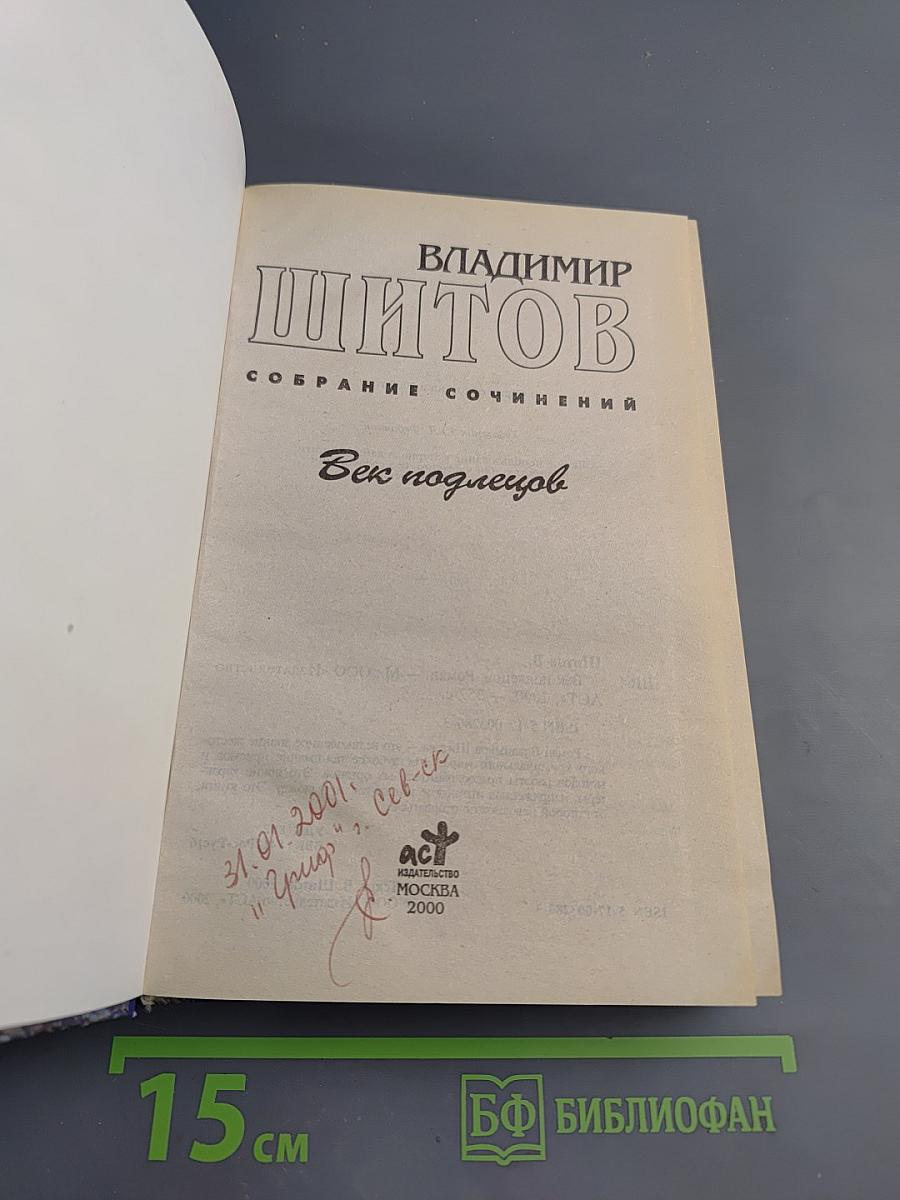 ВЛАДИМИР
ШИТОВ
СОБРАНИЕ СОЧИНЕНИЙ
Век подлецов
31.01.2001г.
"Гриф" г. Сев-ск
аст
ИЗДАТЕЛЬСТВО
МОСКВА
2000
15 см
БФ БИБЛИОФАН